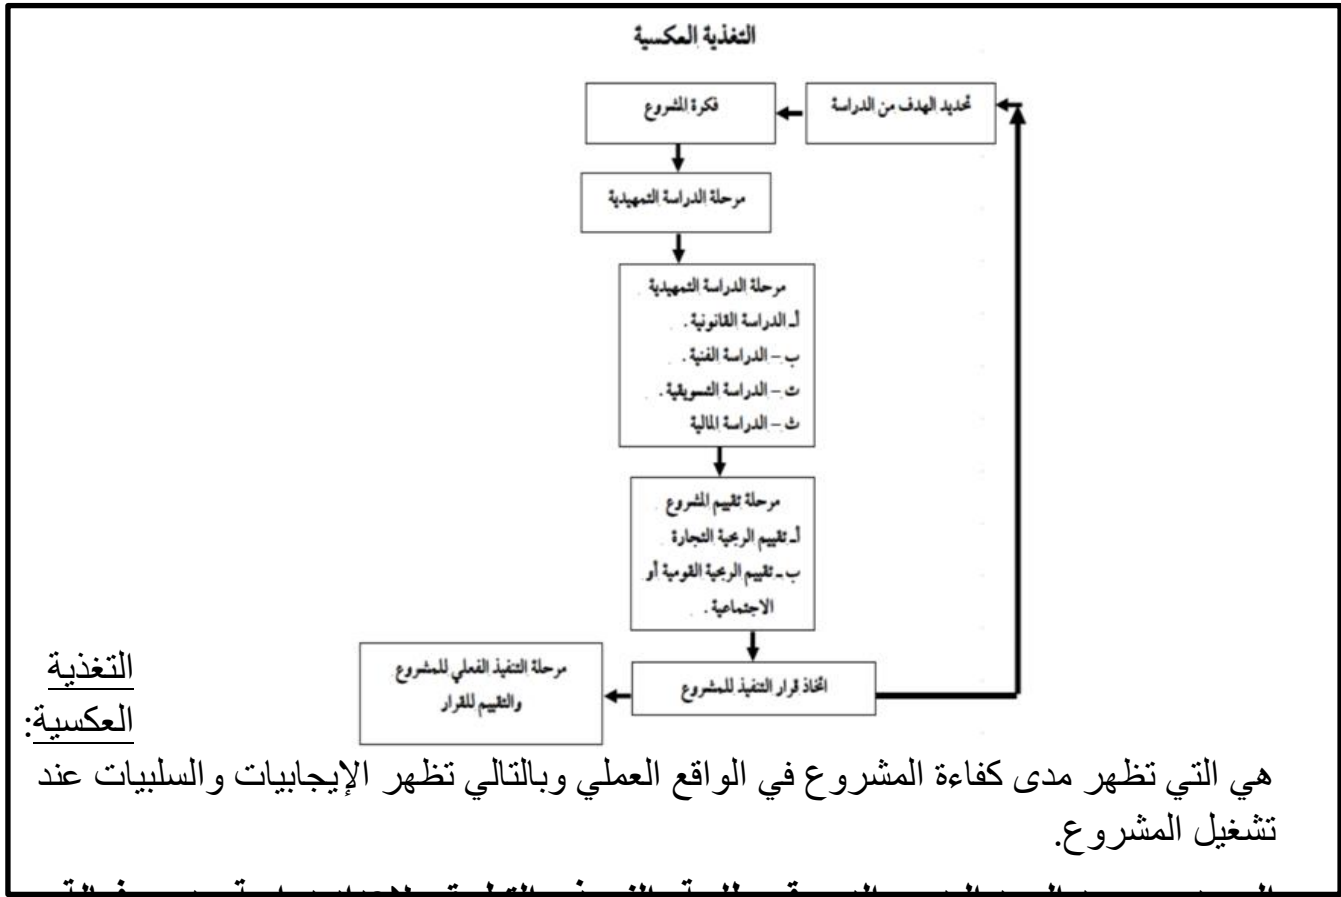 التغذية العكسية
تحديد الهدف من الدراسة
فكرة المشروع
مرحلة الدراسة التمهيدية
مرحلة الدراسة التمهيدية
أـ الدراسة القانونية .
ب – الدراسة الفنية .
ت – الدراسة التسويقية .
ث – الدراسة المالية
مرحلة تقييم المشروع
أـ تقييم الربحية التجارة
ب ـ تقييم الربحية القومية أو
الاجتماعية .
اتخاذ قرار التنفيذ للمشروع
مرحلة التنفيذ الفعلي للمشروع
والتقييم للقرار
التغذية
العكسية:
هي التي تظهر مدى كفاءة المشروع في الواقع العملي وبالتالي تظهر الإيجابيات والسلبيات عند
تشغيل المشروع.